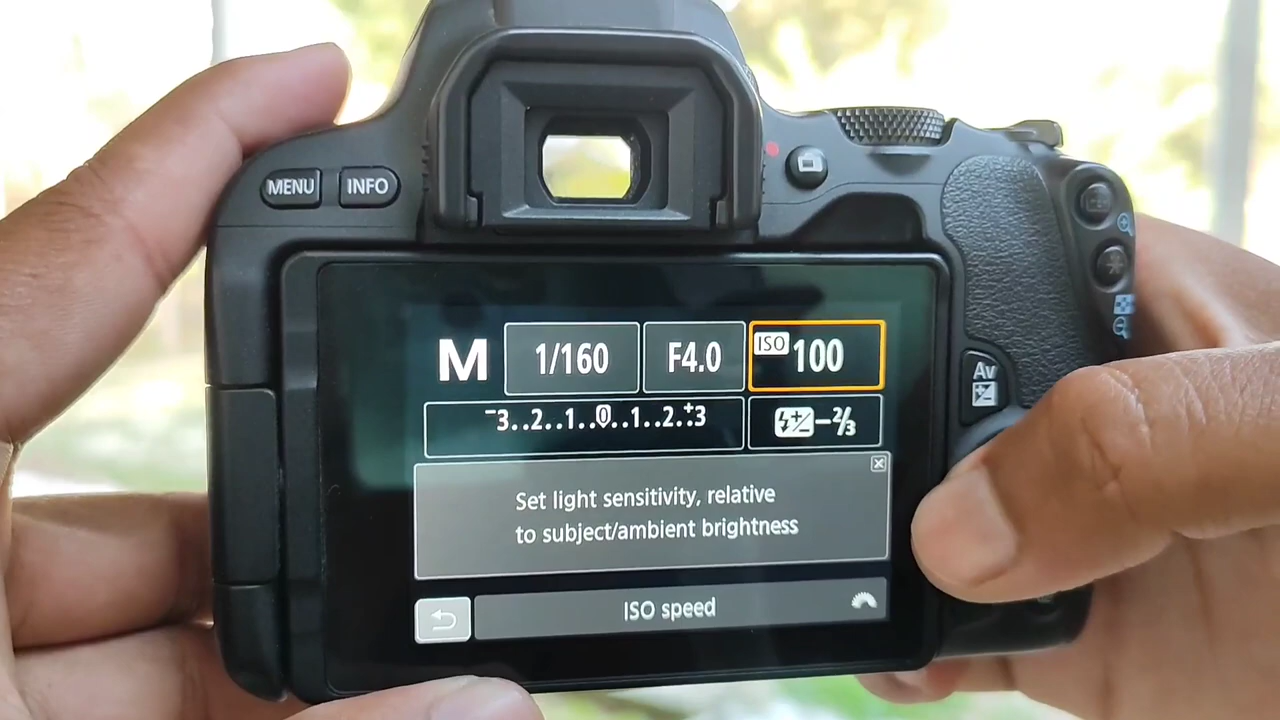 MENU
INFO
M
1/160
F4.0
ISO 100
-3..2..1..0..1..2..+3
-2/3
Set light sensitivity, relative
to subject/ambient brightness
ISO speed
Av